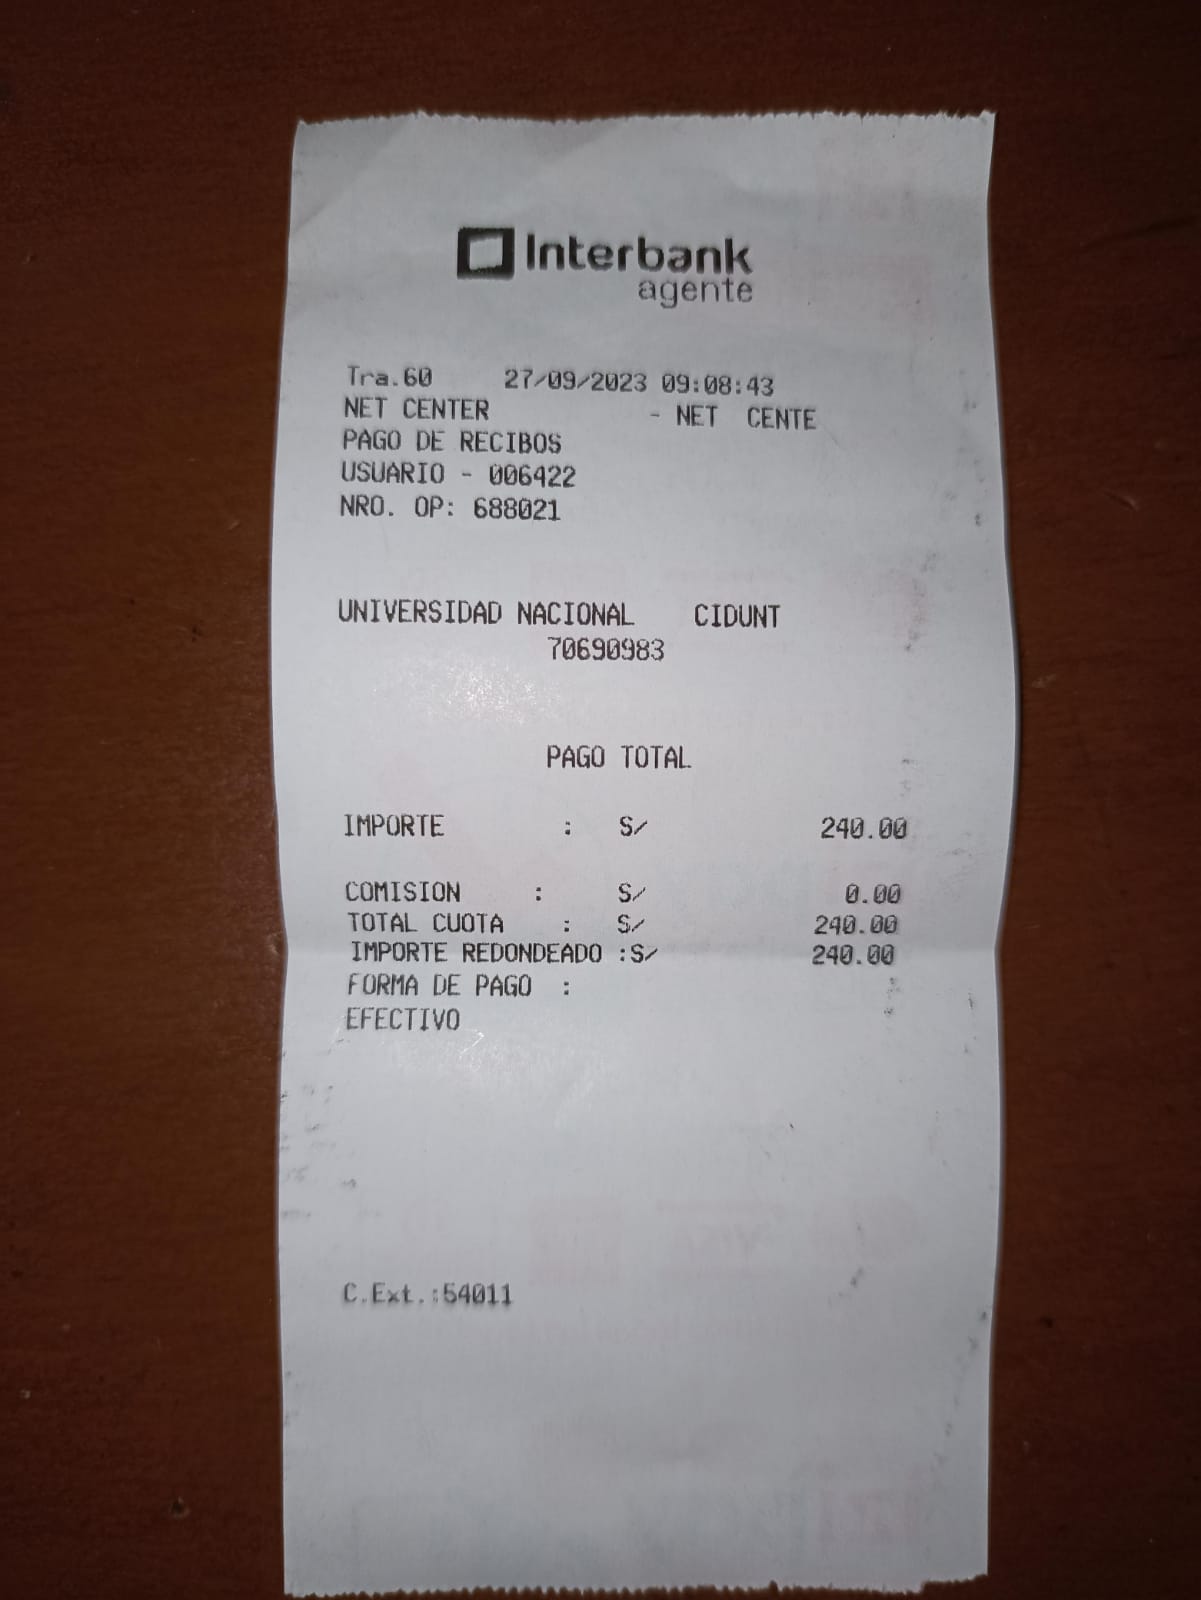 Interbank
agente
Tra.60 27/09/2023 09:08:43
NET CENTER - NET CENTE
PAGO DE RECIBOS
USUARIO - 006422
NRO. OP: 688021
UNIVERSIDAD NACIONAL CIDUNT
70690983
PAGO TOTAL
IMPORTE : S/ 240.00
COMISION : S/ 0.00
TOTAL CUOTA : S/ 240.00
IMPORTE REDONDEADO :S/ 240.00
FORMA DE PAGO :
EFECTIVO
C.Ext.:54011